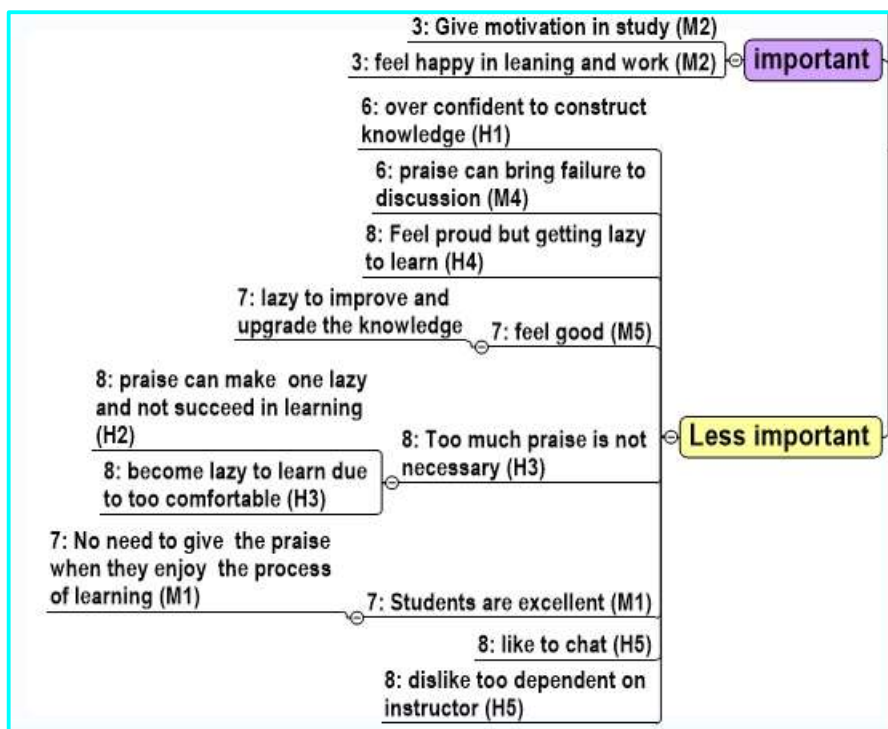 3: Give motivation in study (M2)
3: feel happy in leaning and work (M2)
important
6: over confident to construct
knowledge (H1)
6: praise can bring failure to
discussion (M4)
8: Feel proud but getting lazy
to learn (H4)
7: lazy to improve and
upgrade the knowledge
7: feel good (M5)
8: praise can make one lazy
and not succeed in learning
(H2)
8: become lazy to learn due
to too comfortable (H3)
8: Too much praise is not
necessary (H3)
Less important
7: No need to give the praise
when they enjoy the process
of learning (M1)
7: Students are excellent (M1)
8: like to chat (H5)
8: dislike too dependent on
instructor (H5)